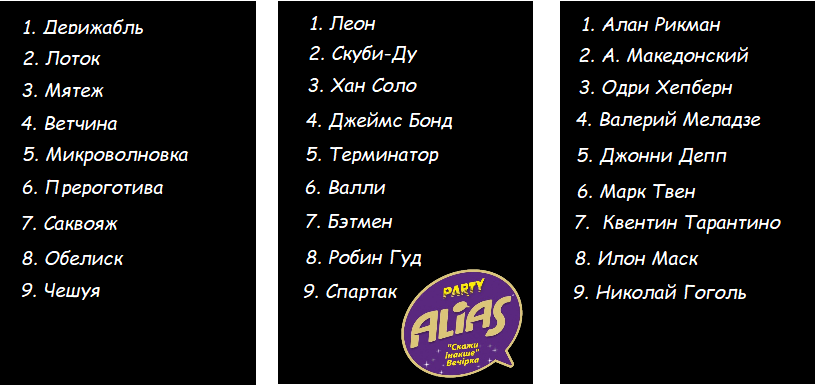 1. Дерижабль
2. Лоток
3. Мятеж
4. Ветчина
5. Микроволновка
6. Прероготива
7. Саквояж
8. Обелиск
9. Чешуя
1. Леон
2. Скуби-Ду
3. Хан Соло
4. Джеймс Бонд
5. Терминатор
6. Валли
7. Бэтмен
8. Робин Гуд
9. Спартак
PARTY
ALIAS
"Скажи
Інакше"
Вечірка
1. Алан Рикман
2. А. Македонский
3. Одри Хепберн
4. Валерий Меладзе
5. Джонни Депп
6. Марк Твен
7. Квентин Тарантино
8. Илон Маск
9. Николай Гоголь